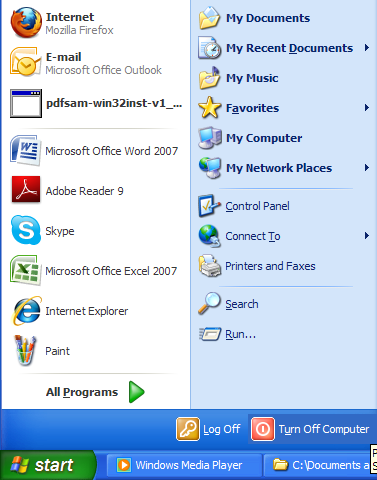 Internet
Mozilla Firefox
E-mail
Microsoft Office Outlook
pdfsam-win32inst-v1_...
Microsoft Office Word 2007
Adobe Reader 9
Skype
Microsoft Office Excel 2007
Internet Explorer
Paint
All Programs
My Documents
My Recent Documents
My Music
Favorites
My Computer
My Network Places
Control Panel
Connect To
Printers and Faxes
Search
Run...
Log Off
Turn Off Computer
start
Windows Media Player
C:\Documents a